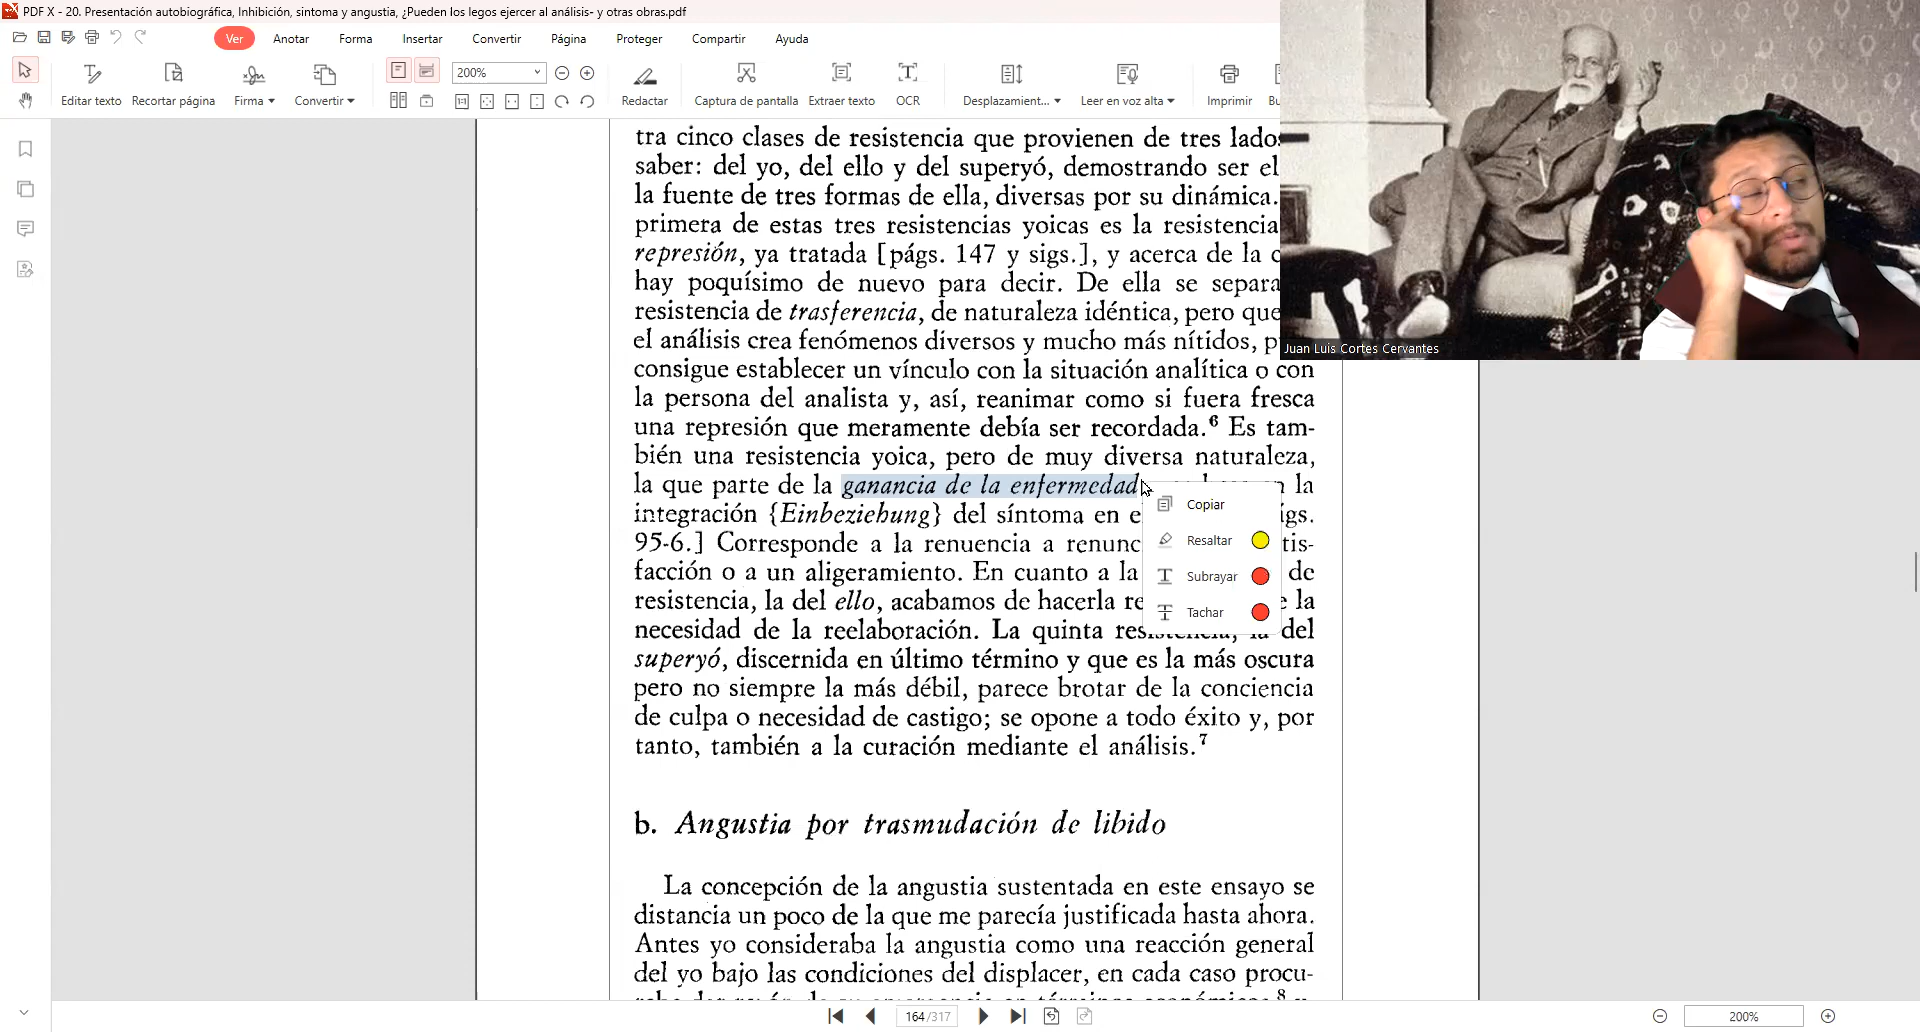 PDF X - 20. Presentación autobiográfica, Inhibición, sintoma y angustia, ¿Pueden los legos ejercer al análisis- y otras obras.pdf
Ver Anotar Forma Insertar Convertir Página Proteger Compartir Ayuda
200%
Editar texto Recortar página Firma Convertir Redactar Captura de pantalla Extraer texto OCR Desplazamient... Leer en voz alta Imprimir
tra cinco clases de resistencia que provienen de tres lados
saber: del yo, del ello y del superyó, demostrando ser el
la fuente de tres formas de ella, diversas por su dinámica.
primera de estas tres resistencias yoicas es la resistencia
represión, ya tratada [págs. 147 y sigs.], y acerca de la
hay poquísimo de nuevo para decir. De ella se separa
resistencia de trasferencia, de naturaleza idéntica, pero que
el análisis crea fenómenos diversos y mucho más nítidos,
consigue establecer un vínculo con la situación analítica o con
la persona del analista y, así, reanimar como si fuera fresca
una represión que meramente debía ser recordada.⁶ Es tam-
bién una resistencia yoica, pero de muy diversa naturaleza,
la que parte de la ganancia de la enfermedad la
integración {Einbeziehung} del síntoma en
95-6.] Corresponde a la renuencia a tis-
facción o a un aligeramiento. En cuanto a la de
resistencia, la del ello, acabamos de hacerla la
necesidad de la reelaboración. La quinta del
superyó, discernida en último término y que es la más oscura
pero no siempre la más débil, parece brotar de la conciencia
de culpa o necesidad de castigo; se opone a todo éxito y, por
tanto, también a la curación mediante el análisis.⁷
b. Angustia por trasmudación de libido
La concepción de la angustia sustentada en este ensayo se
distancia un poco de la que me parecía justificada hasta ahora.
Antes yo consideraba la angustia como una reacción general
del yo bajo las condiciones del displacer, en cada caso procu-
Copiar
Resaltar
Subrayar
Tachar
Juan Luis Cortes Cervantes
164/317
200%